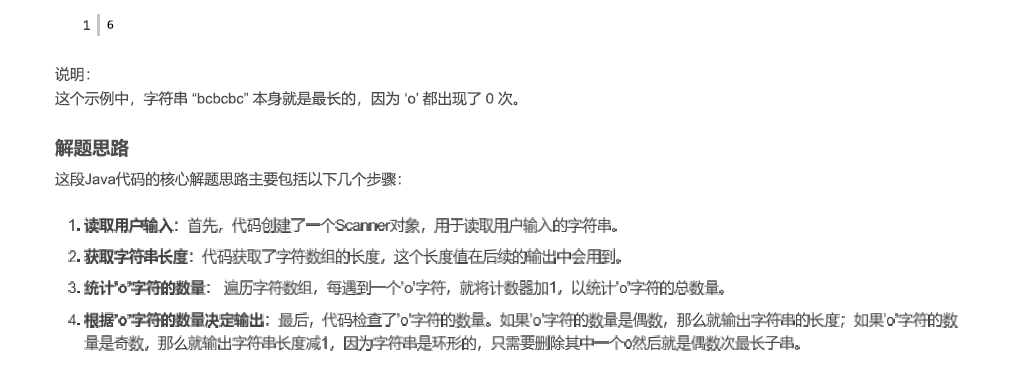 1 6
说明：
这个示例中，字符串 “bcbcbc” 本身就是最长的，因为 ‘o’ 都出现了 0 次。
解题思路
这段Java代码的核心解题思路主要包括以下几个步骤：
1. 读取用户输入：首先，代码创建了一个Scanner对象，用于读取用户输入的字符串。
2. 获取字符串长度：代码获取了字符数组的长度，这个长度值在后续的输出中会用到。
3. 统计'o'字符的数量： 遍历字符数组，每遇到一个'o'字符，就将计数器加1，以统计'o'字符的总数量。
4. 根据'o'字符的数量决定输出：最后，代码检查了'o'字符的数量。如果'o'字符的数量是偶数，那么就输出字符串的长度；如果'o'字符的数
量是奇数，那么就输出字符串长度减1，因为字符串是环形的，只需要删除其中一个o然后就是偶数次最长子串。